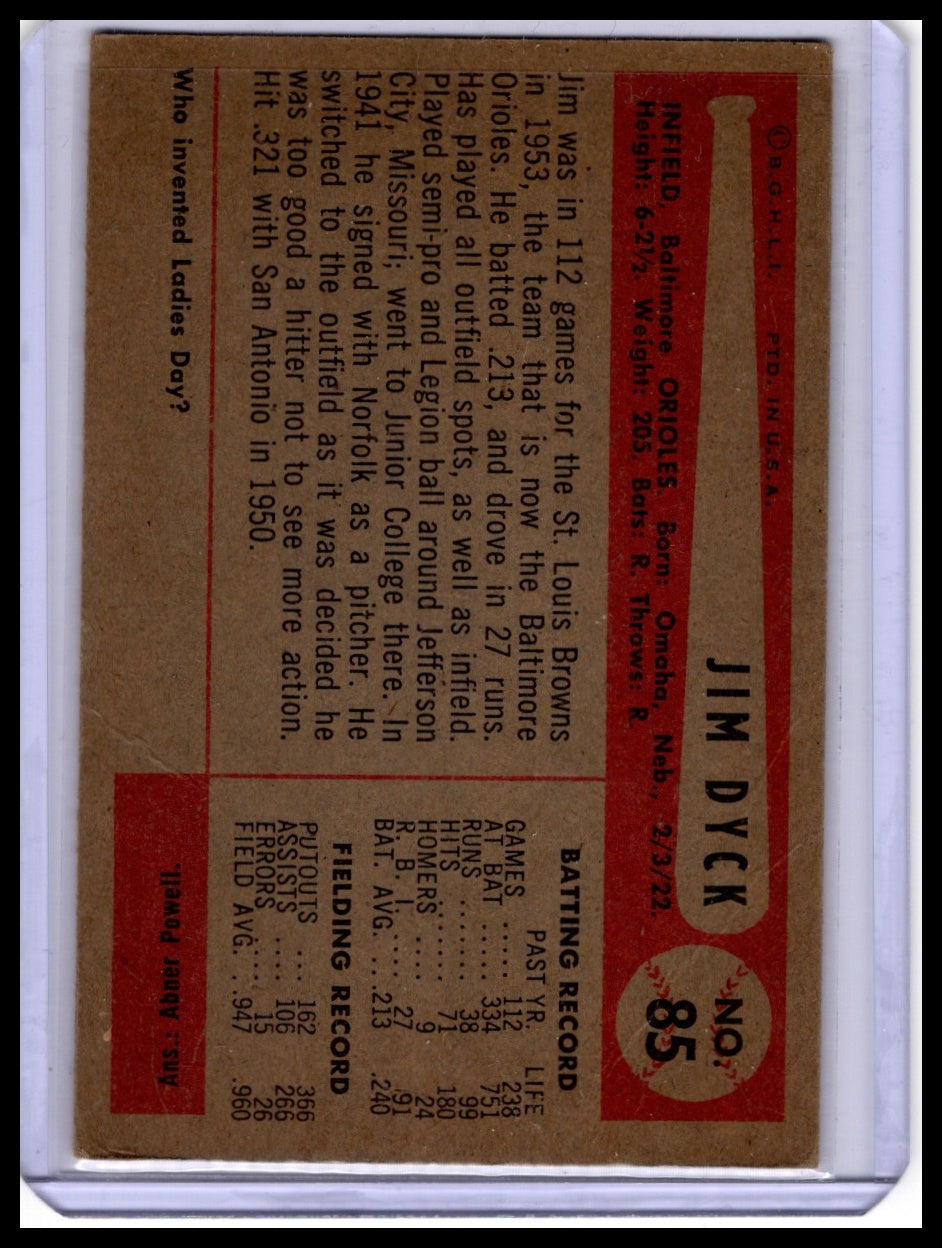 © B.G.H.L.I. PTD. IN U.S.A.
JIM DYCK
NO.
85
INFIELD, Baltimore ORIOLES. Born: Omaha, Neb., 2/3/22.
Height: 6-2½. Weight: 205. Bats: R. Throws: R.
Jim was in 112 games for the St. Louis Browns
in 1953, the team that is now the Baltimore
Orioles. He batted .213, and drove in 27 runs.
Has played all outfield spots, as well as infield.
Played semi-pro and Legion ball around Jefferson
City, Missouri; went to Junior College there. In
1941 he signed with Norfolk as a pitcher. He
switched to the outfield as it was decided he
was too good a hitter not to see more action.
Hit .321 with San Antonio in 1950.
BATTING RECORD
PAST YR. LIFE
GAMES ..... 112 238
AT BAT ..... 334 751
RUNS ....... 38 99
HITS ....... 71 180
HOMERS ...... 9 24
R. B. I. ..... 27 91
BAT. AVG. ... .213 .240
FIELDING RECORD
PUTOUTS ... 162 366
ASSISTS .... 106 266
ERRORS ..... 15 26
FIELD AVG. .. .947 .960
Who invented Ladies Day?
Ans.: Abner Powell.